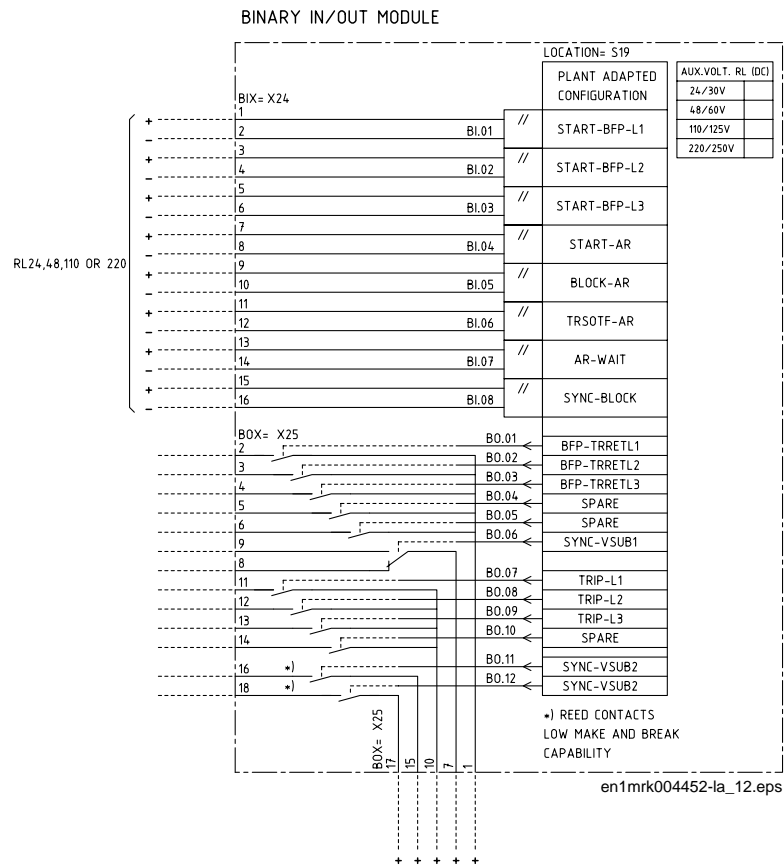 BINARY IN/OUT MODULE
LOCATION= S19
PLANT ADAPTED
CONFIGURATION
AUX.VOLT. RL (DC)
24/30V
48/60V
110/125V
220/250V
BIX= X24
RL24,48,110 OR 220
+ 1
- 2 BI.01 // START-BFP-L1
+ 3
- 4 BI.02 // START-BFP-L2
+ 5
- 6 BI.03 // START-BFP-L3
+ 7
- 8 BI.04 // START-AR
+ 9
- 10 BI.05 // BLOCK-AR
+ 11
- 12 BI.06 // TRSOTF-AR
+ 13
- 14 BI.07 // AR-WAIT
+ 15
- 16 BI.08 // SYNC-BLOCK
BOX= X25
2 BO.01 BFP-TRRETL1
3 BO.02 BFP-TRRETL2
4 BO.03 BFP-TRRETL3
5 BO.04 SPARE
6 BO.05 SPARE
9 BO.06 SYNC-VSUB1
8
11 BO.07 TRIP-L1
12 BO.08 TRIP-L2
13 BO.09 TRIP-L3
14 BO.10 SPARE
16 *) BO.11 SYNC-VSUB2
18 *) BO.12 SYNC-VSUB2
*) REED CONTACTS
LOW MAKE AND BREAK
CAPABILITY
BOX= X25
17 15 10 7 1
en1mrk004452-la_12.eps
+ + + + +